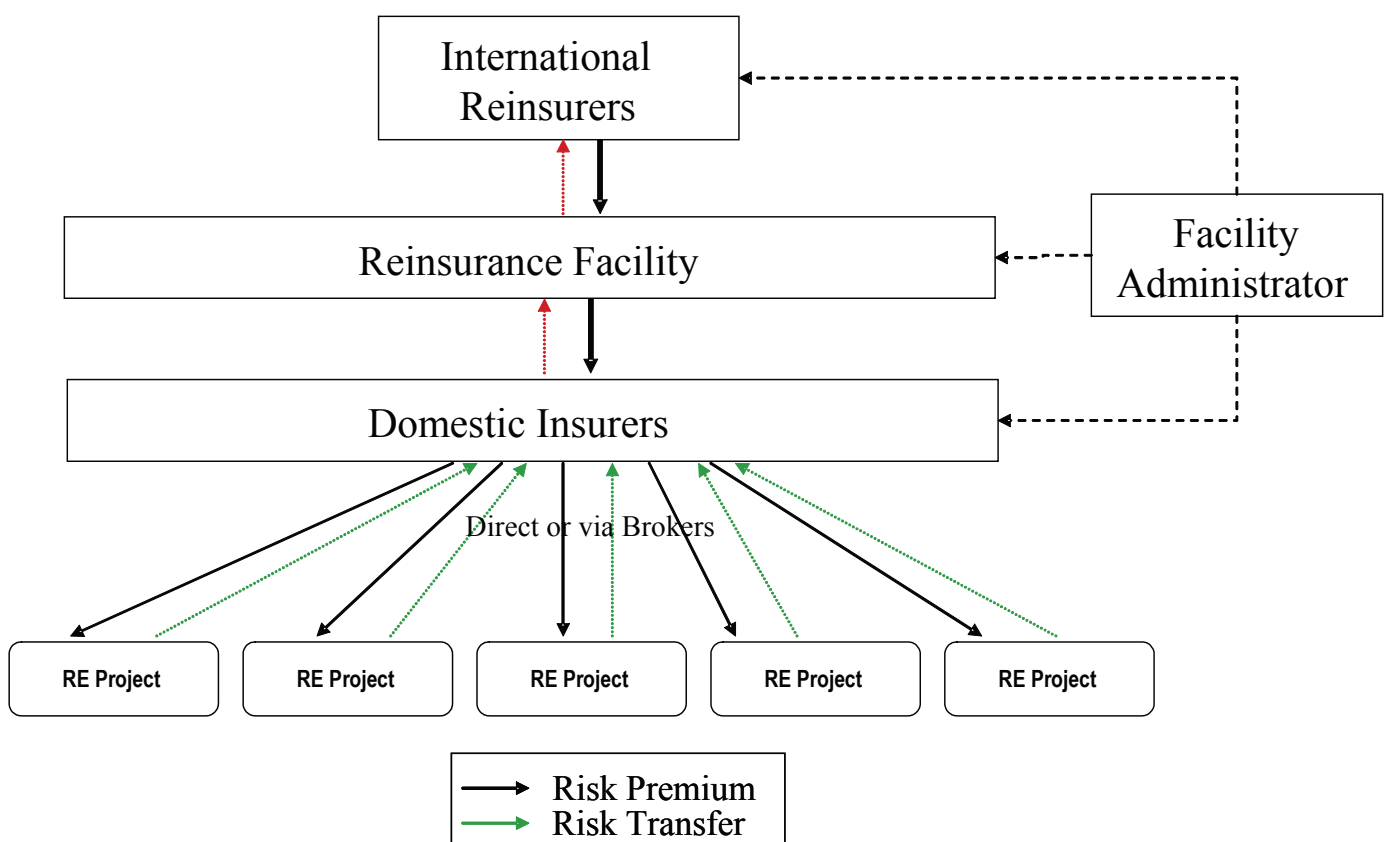 International
Reinsurers
Facility
Administrator
Reinsurance Facility
Domestic Insurers
Direct or via Brokers
RE Project
RE Project
RE Project
RE Project
RE Project
Risk Premium
Risk Transfer